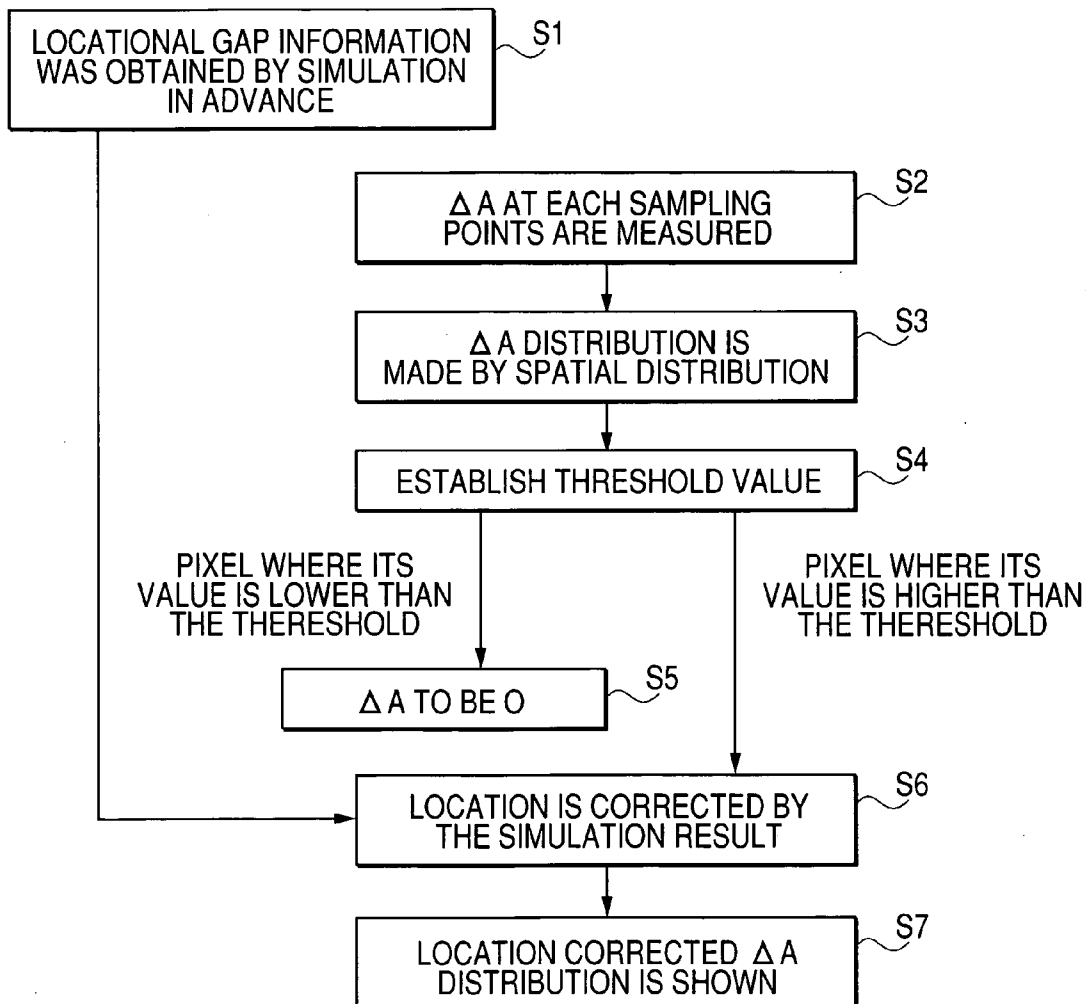 LOCATIONAL GAP INFORMATION
WAS OBTAINED BY SIMULATION
IN ADVANCE
S1
Δ A AT EACH SAMPLING
POINTS ARE MEASURED
S2
Δ A DISTRIBUTION IS
MADE BY SPATIAL DISTRIBUTION
S3
ESTABLISH THRESHOLD VALUE
S4
PIXEL WHERE ITS
VALUE IS LOWER THAN
THE THERESHOLD
PIXEL WHERE ITS
VALUE IS HIGHER THAN
THE THERESHOLD
Δ A TO BE O
S5
LOCATION IS CORRECTED BY
THE SIMULATION RESULT
S6
LOCATION CORRECTED Δ A
DISTRIBUTION IS SHOWN
S7